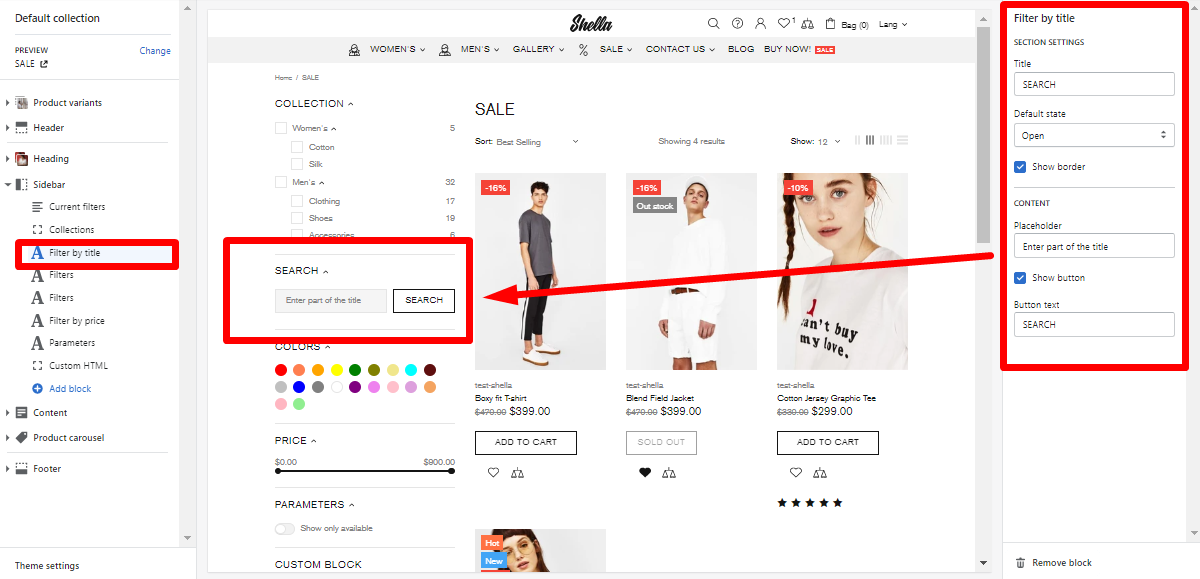 Default collection
PREVIEW
Change
SALE
Product variants
Header
Heading
Sidebar
Current filters
Collections
Filter by title
Filters
Filters
Filter by price
Parameters
Custom HTML
Add block
Content
Product carousel
Footer
Theme settings
Shella
1
Bag (0)
Lang
WOMEN'S
MEN'S
GALLERY
% SALE
CONTACT US
BLOG
BUY NOW! SALE
Home / SALE
COLLECTION
Women's 5
Cotton
Silk
Men's 32
Clothing 17
Shoes 19
Accessories 6
SEARCH
Enter part of the title
SEARCH
COLORS
PRICE
$0.00 $900.00
PARAMETERS
Show only available
CUSTOM BLOCK
SALE
Sort: Best Selling
Showing 4 results
Show: 12
-16%
test-shella
Boxy fit T-shirt
$470.00 $399.00
ADD TO CART
-16%
Out stock
test-shella
Blend Field Jacket
$470.00 $399.00
SOLD OUT
-10%
I
can't buy
my love.
test-shella
Cotton Jersey Graphic Tee
$330.00 $299.00
ADD TO CART
Hot
New
Filter by title
SECTION SETTINGS
Title
SEARCH
Default state
Open
Show border
CONTENT
Placeholder
Enter part of the title
Show button
Button text
SEARCH
Remove block